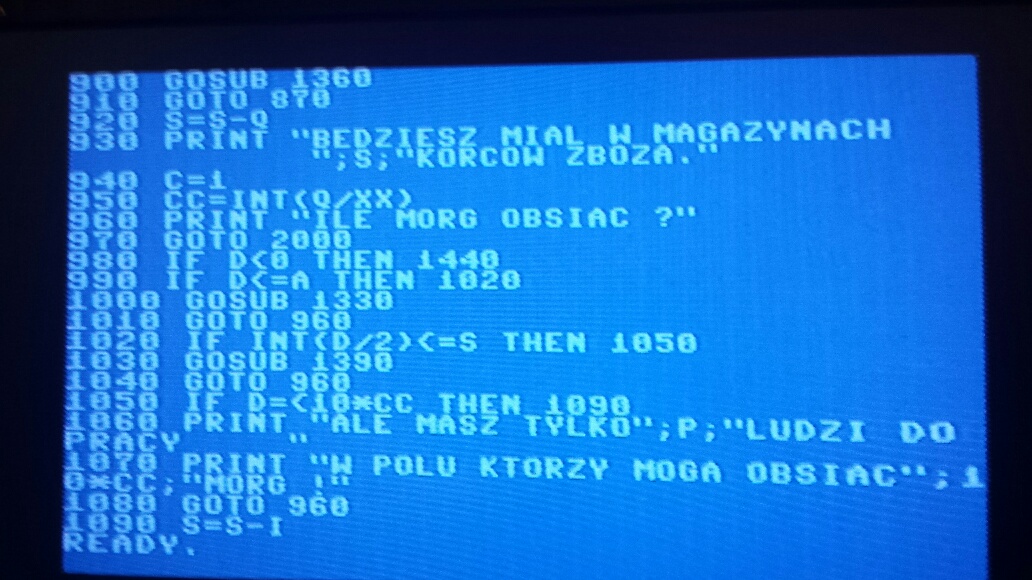 900 GOSUB 1360
910 GOTO 870
920 S=S-Q
930 PRINT "BEDZIESZ MIAL W MAGAZYNACH
";S;"KORCOW ZBOZA."
940 C=1
950 CC=INT(Q/XX)
960 PRINT "ILE MORG OBSIAC ?"
970 GOTO 2000
980 IF D<0 THEN 1440
990 IF D<=A THEN 1020
1000 GOSUB 1330
1010 GOTO 960
1020 IF INT(D/2)<=S THEN 1050
1030 GOSUB 1390
1040 GOTO 960
1050 IF D=<10*CC THEN 1090
1060 PRINT "ALE MASZ TYLKO";P;"LUDZI DO
PRACY "
1070 PRINT "W POLU KTORZY MOGA OBSIAC";1
0*CC;"MORG !"
1080 GOTO 960
1090 S=S-I
READY.